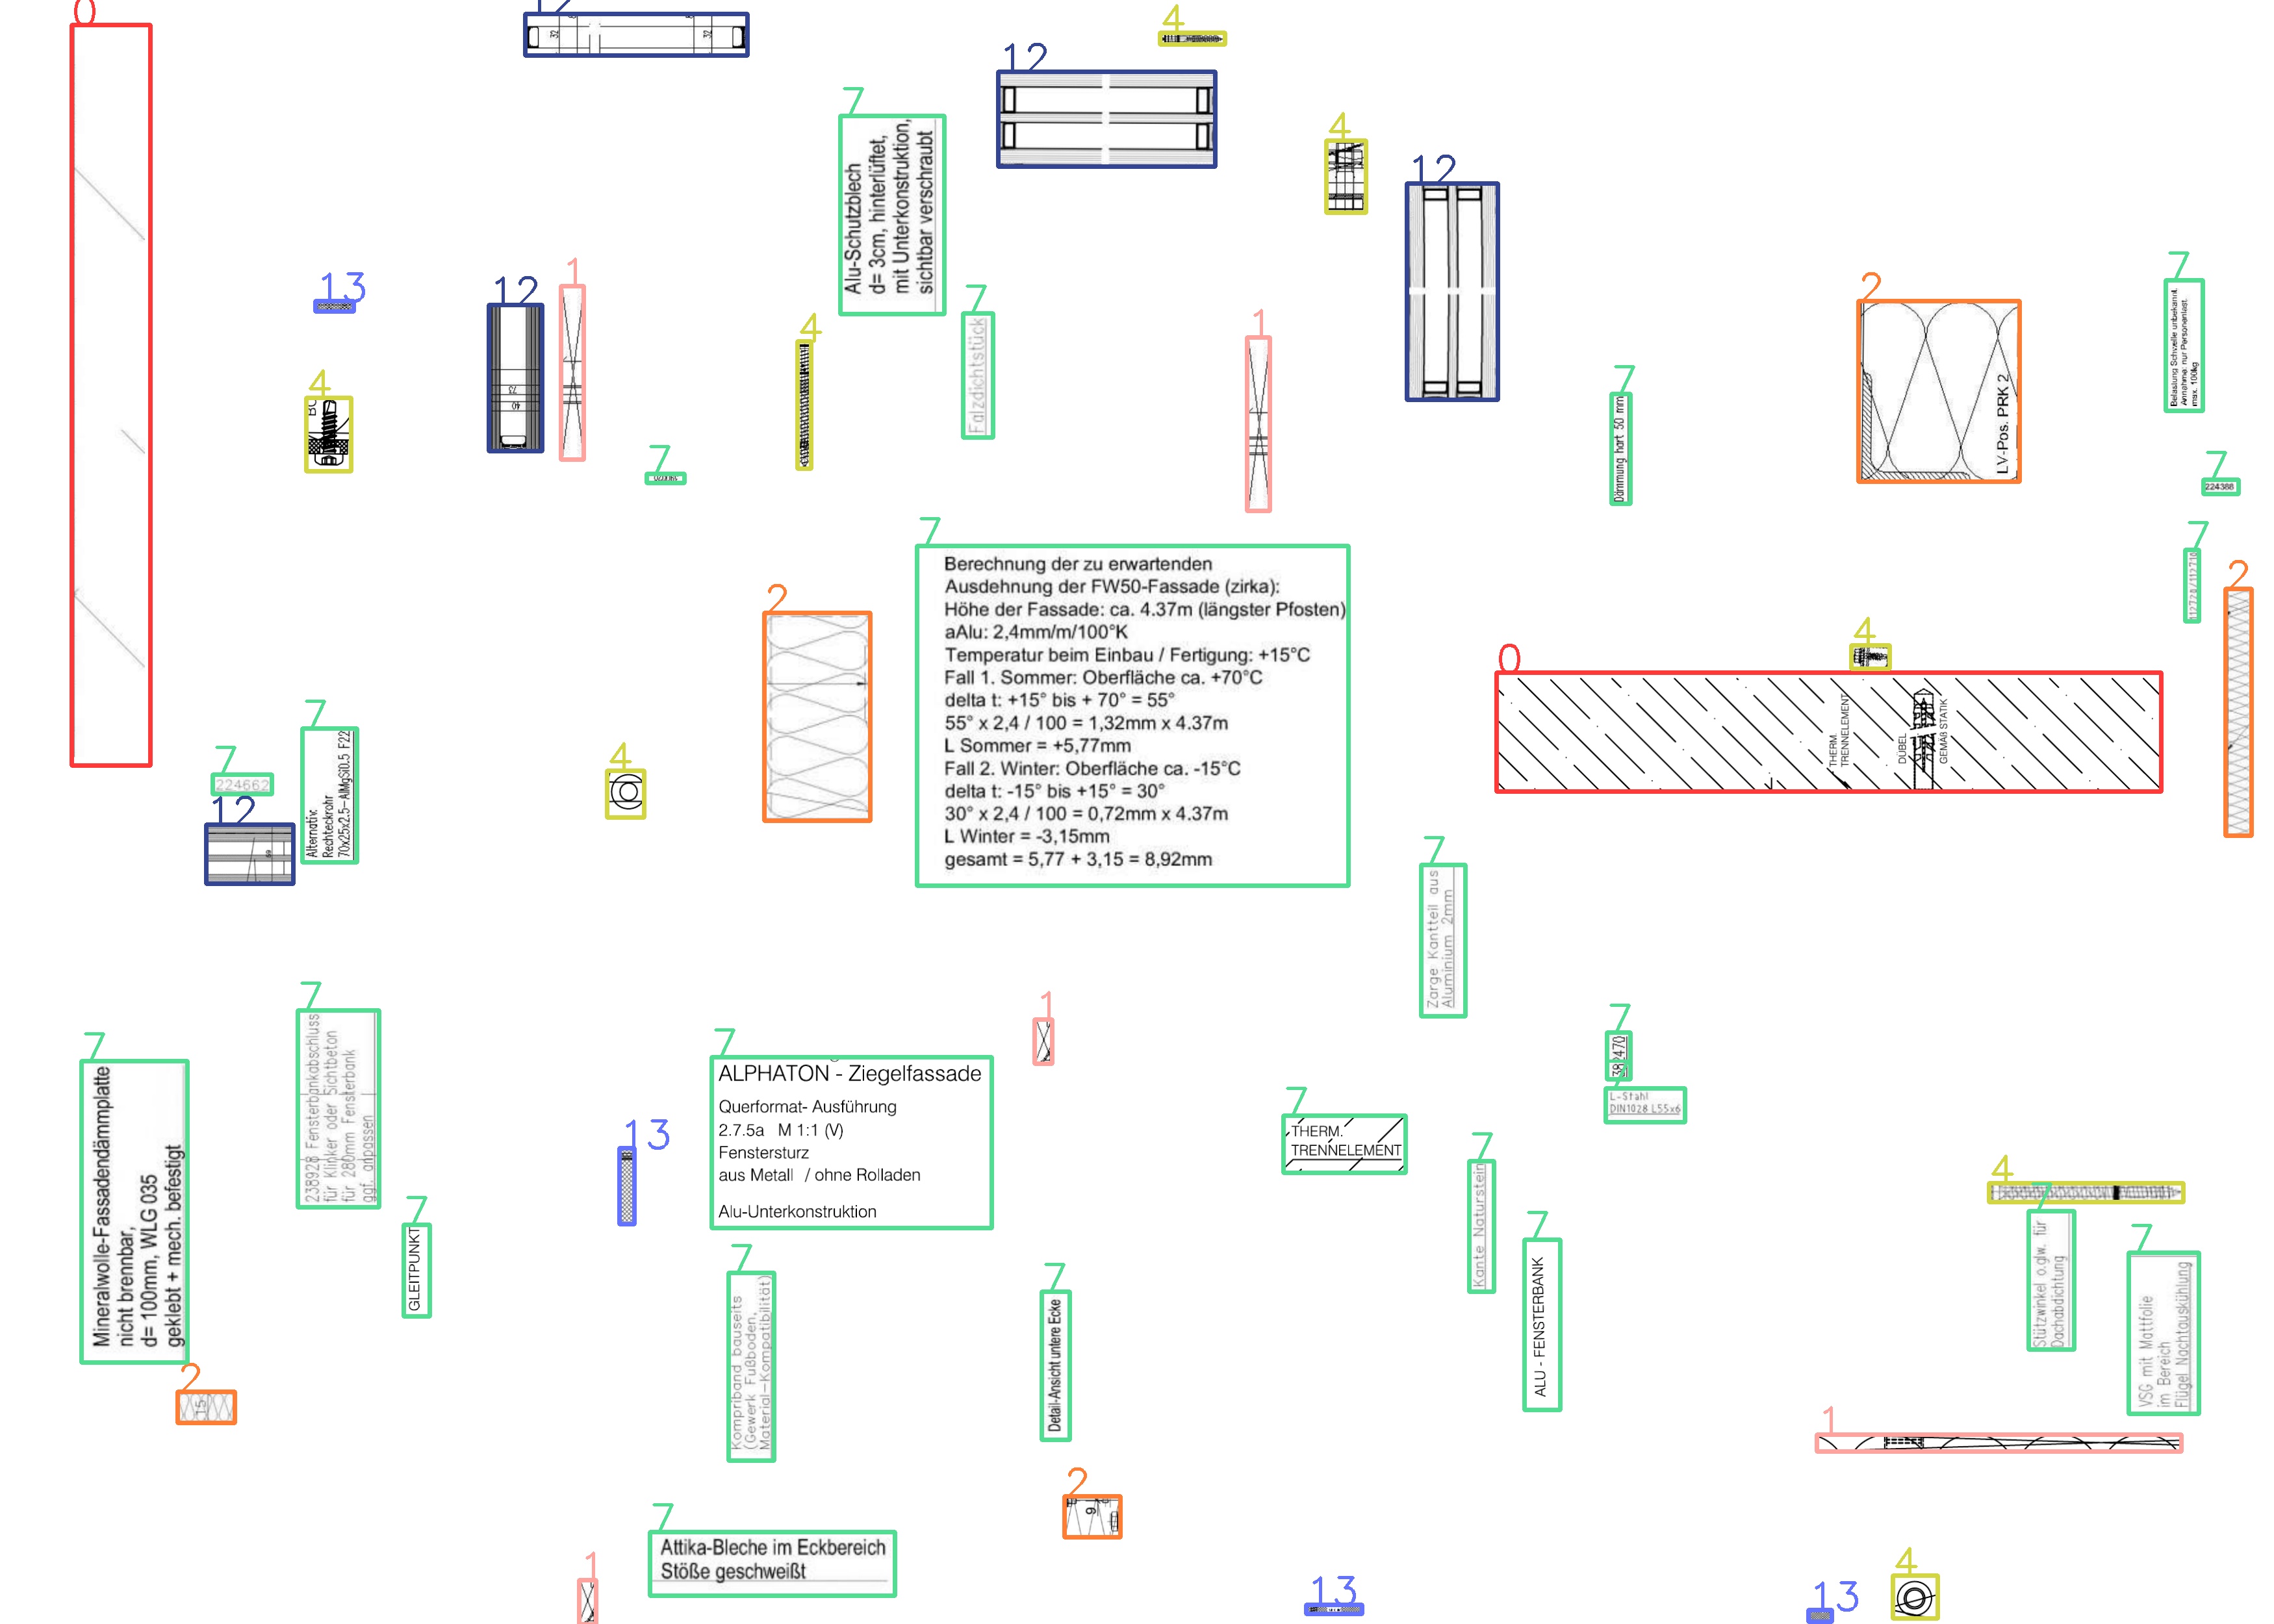 0
12
32
32
4
12
7
Alu-Schutzblech
d= 3cm, hinterlüftet,
mit Unterkonstruktion,
sichtbar verschraubt
4
12
7
Belastung Schwelle unbekannt.
Annahme: nur Personenlast.
max. 100kg
13
12
73
40
1
4
7
Falzdichtstück
1
2
LV-Pos. PRK 2
4
7
7
Dämmung hart 50 mm
7
224388
7
112728/112710
2
7
Berechnung der zu erwartenden
Ausdehnung der FW50-Fassade (zirka):
Höhe der Fassade: ca. 4.37m (längster Pfosten)
aAlu: 2,4mm/m/100°K
Temperatur beim Einbau / Fertigung: +15°C
Fall 1. Sommer: Oberfläche ca. +70°C
delta t: +15° bis + 70° = 55°
55° x 2,4 / 100 = 1,32mm x 4.37m
L Sommer = +5,77mm
Fall 2. Winter: Oberfläche ca. -15°C
delta t: -15° bis +15° = 30°
30° x 2,4 / 100 = 0,72mm x 4.37m
L Winter = -3,15mm
gesamt = 5,77 + 3,15 = 8,92mm
2
4
0
THERM.
TRENNELEMENT
DÜBEL
GEMÄß STATIK
7
224662
7
Alternativ:
Rechteckrohr
70x25x2.5-AlMgSi0.5 F22
12
4
7
Zarge Kantteil aus
Aluminium 2mm
7
238928 Fensterbankabschluss
für Klinker oder Sichtbeton
für 280mm Fensterbank
ggf. anpassen
7
Mineralwolle-Fassadendämmplatte
nicht brennbar,
d= 100mm, WLG 035
geklebt + mech. befestigt
7
ALPHATON - Ziegelfassade
Querformat- Ausführung
2.7.5a M 1:1 (V)
Fenstersturz
aus Metall / ohne Rolladen
Alu-Unterkonstruktion
1
7
382470
7
L-Stahl
DIN1028 L55x6
7
THERM.
TRENNELEMENT
13
7
Kante Naturstein
4
7
GLEITPUNKT
7
Stützwinkel o.glw. für
Dachabdichtung
7
VSG mit Mattfolie
im Bereich
Flügel Nachtauskühlung
7
ALU - FENSTERBANK
7
Kompriband bauseits
(Gewerk Fußboden,
Material-Kompatibilität)
7
Detail-Ansicht untere Ecke
2
15
1
2
9
7
Attika-Bleche im Eckbereich
Stöße geschweißt
1
13
13
4